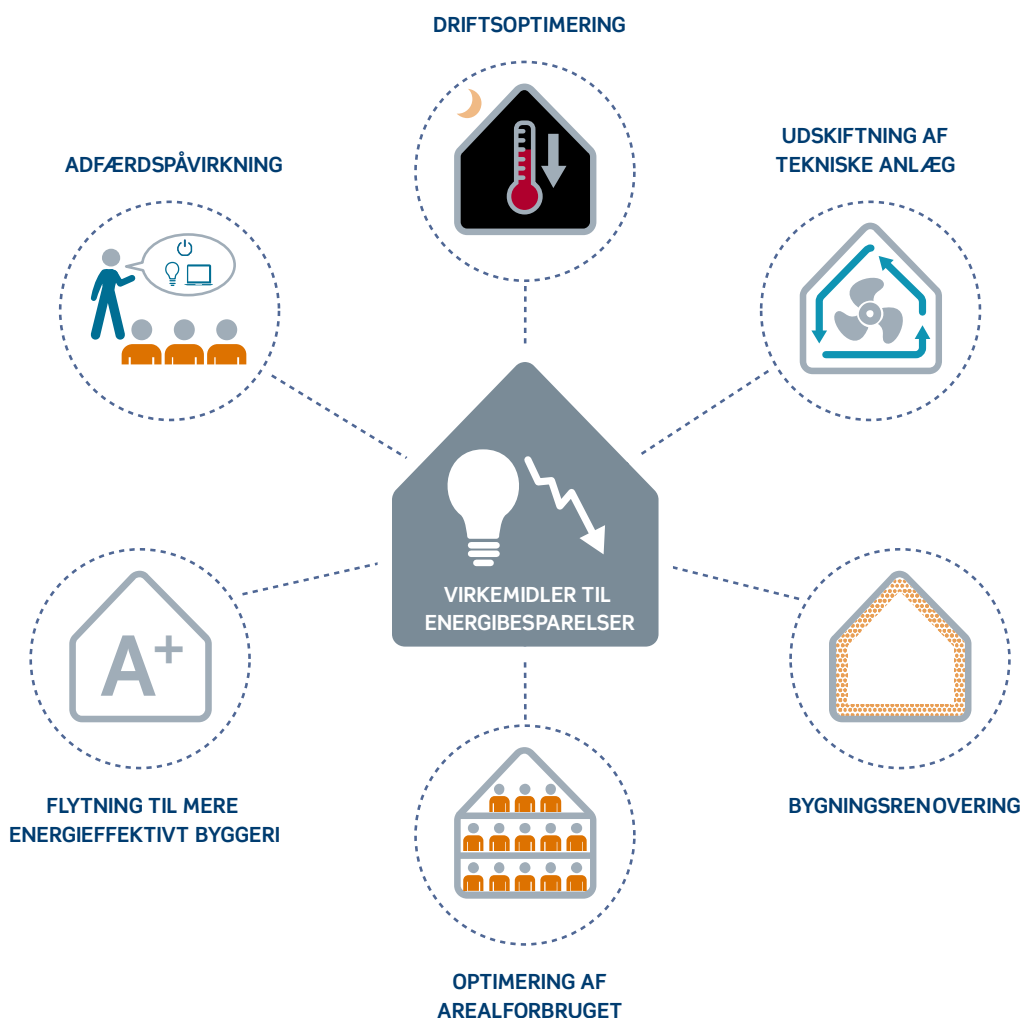 DRIFTSOPTIMERING
UDSKIFTNING AF
TEKNISKE ANLÆG
ADFÆRDSPÅVIRKNING
VIRKEMIDLER TIL
ENERGIBESPARELSER
A+
FLYTNING TIL MERE
ENERGIEFFEKTIVT BYGGERI
BYGNINGSRENOVERING
OPTIMERING AF
AREALFORBRUGET